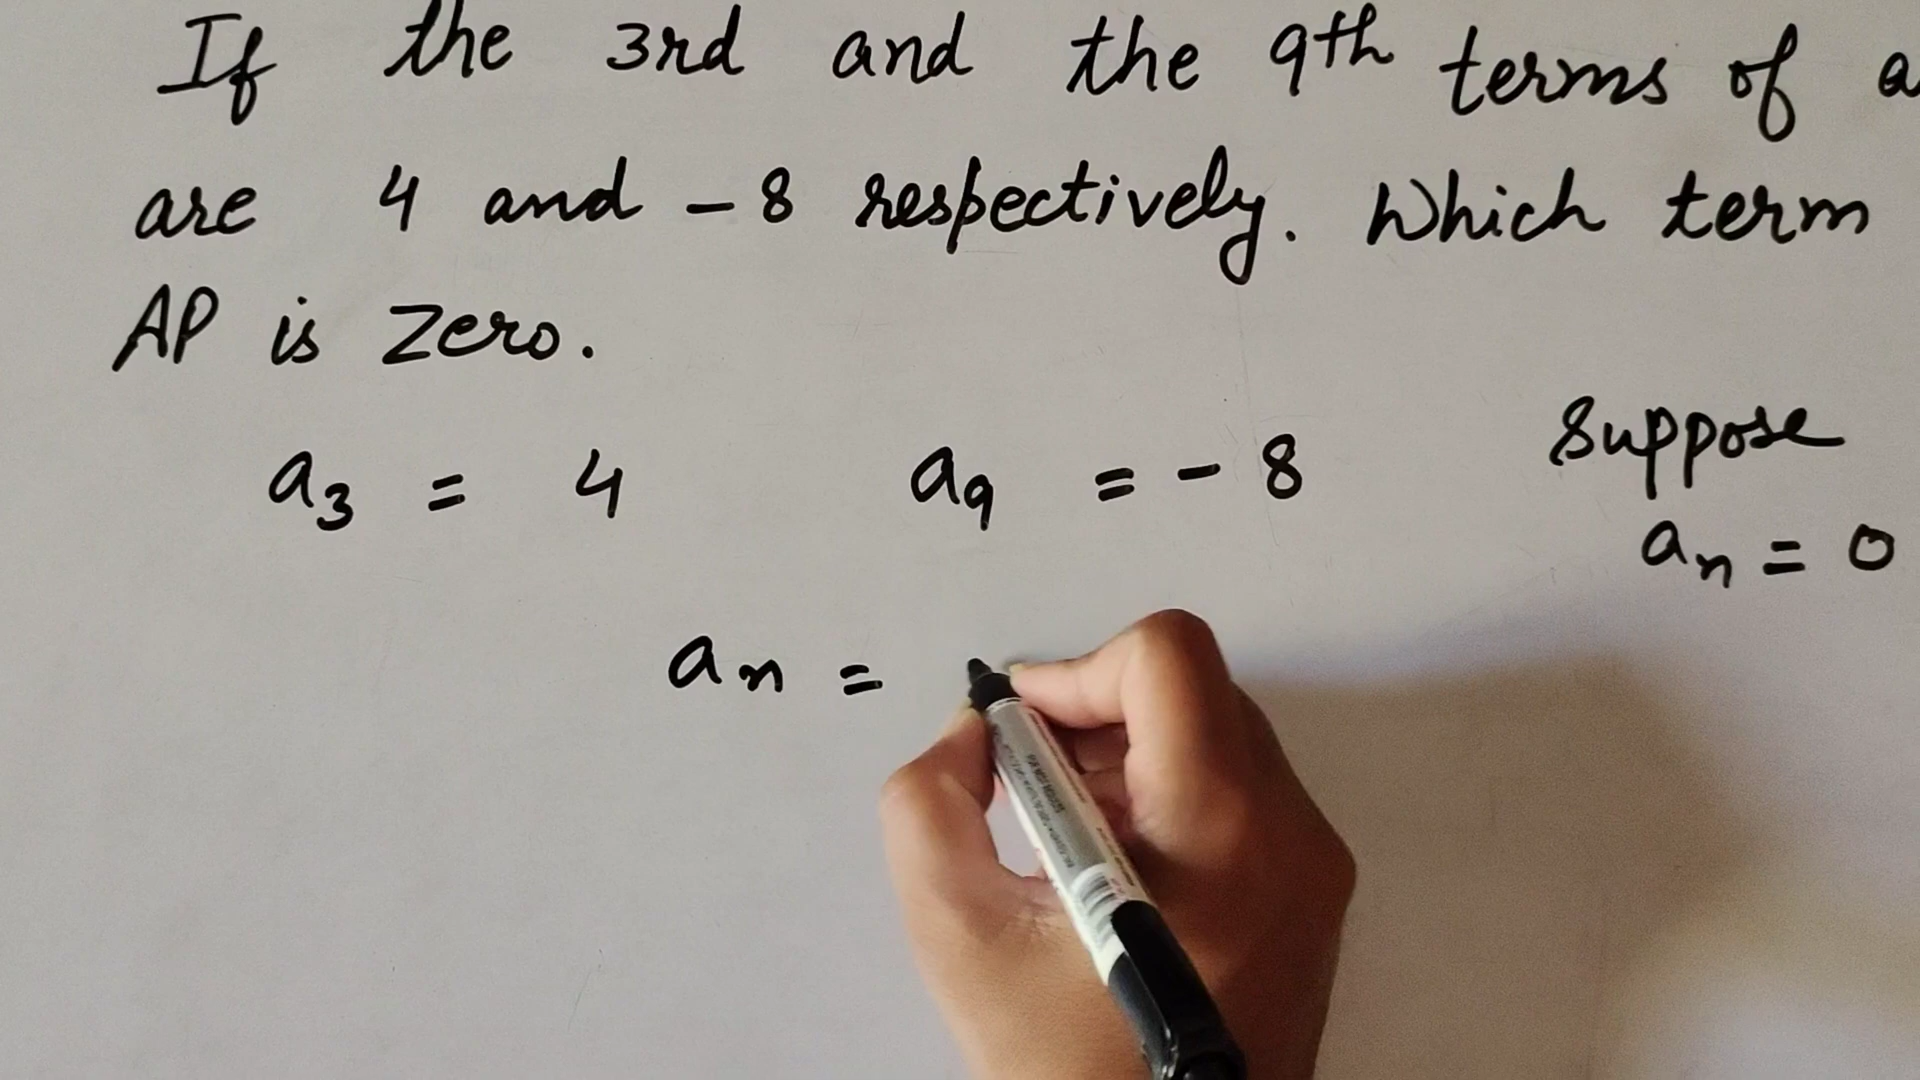 If the 3rd and the 9th terms of a
are 4 and - 8 respectively. Which term
AP is zero.
a₃ = 4 a₉ = - 8 Suppose
aₙ = 0
aₙ =